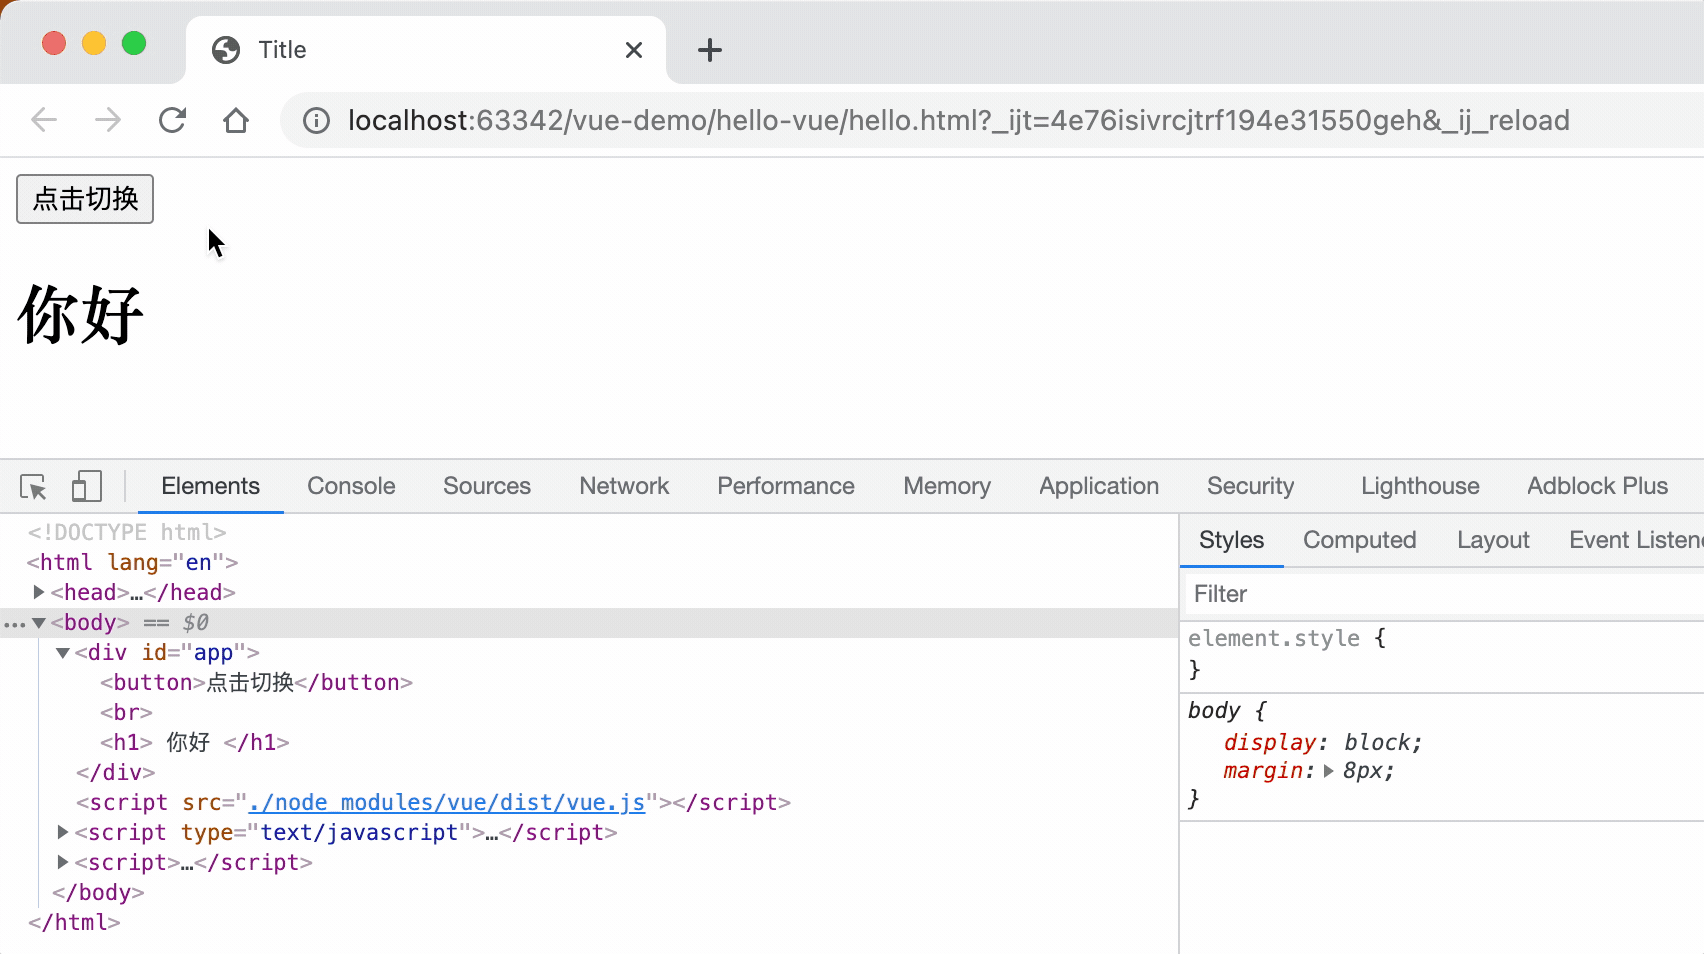 Title
localhost:63342/vue-demo/hello-vue/hello.html?_ijt=4e76isivrcjtrf194e31550geh&_ij_reload
点击切换
你好
Elements Console Sources Network Performance Memory Application Security Lighthouse Adblock Plus
<!DOCTYPE html>
<html lang="en">
<head>…</head>
<body> == $0
<div id="app">
<button>点击切换</button>
<br>
<h1> 你好 </h1>
</div>
<script src="./node_modules/vue/dist/vue.js"></script>
<script type="text/javascript">…</script>
<script>…</script>
</body>
</html>
Styles Computed Layout Event Listen
Filter
element.style {
}
body {
display: block;
margin: 8px;
}